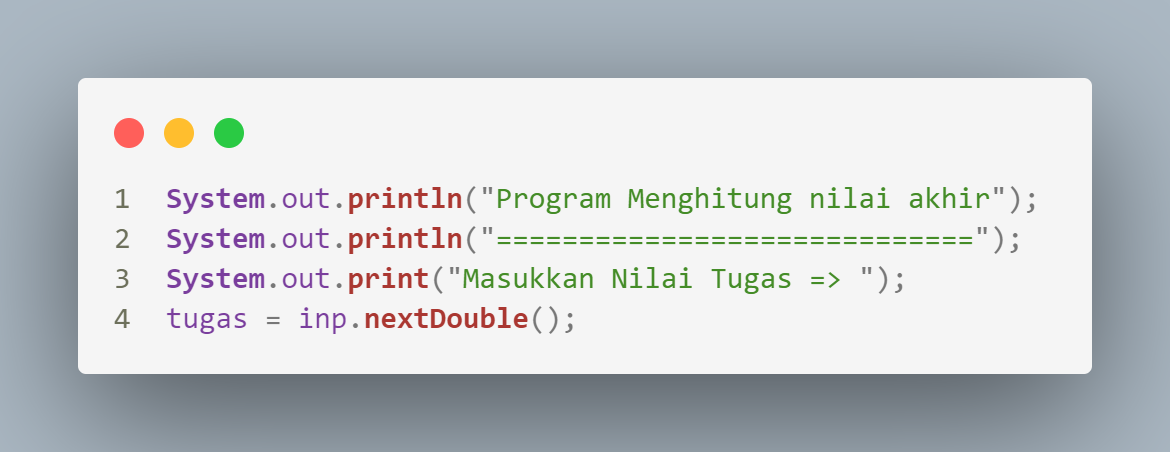 1 System.out.println("Program Menghitung nilai akhir");
2 System.out.println("=============================");
3 System.out.print("Masukkan Nilai Tugas => ");
4 tugas = inp.nextDouble();